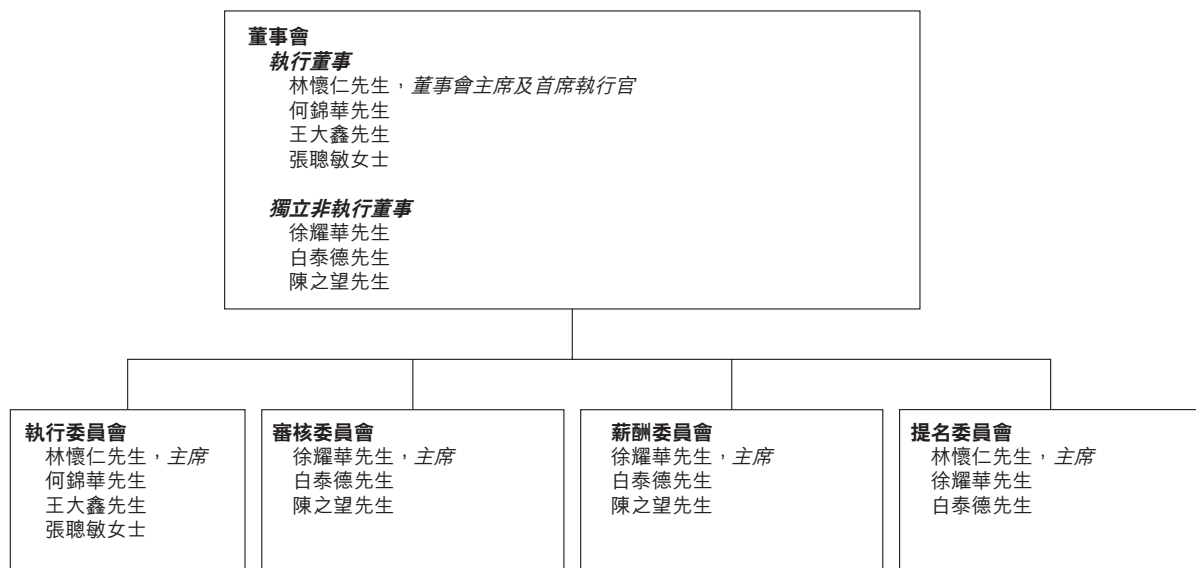 董事會
執行董事
林懷仁先生，董事會主席及首席執行官
何錦華先生
王大鑫先生
張聰敏女士
獨立非執行董事
徐耀華先生
白泰德先生
陳之望先生
執行委員會
林懷仁先生，主席
何錦華先生
王大鑫先生
張聰敏女士
審核委員會
徐耀華先生，主席
白泰德先生
陳之望先生
薪酬委員會
徐耀華先生，主席
白泰德先生
陳之望先生
提名委員會
林懷仁先生，主席
徐耀華先生
白泰德先生